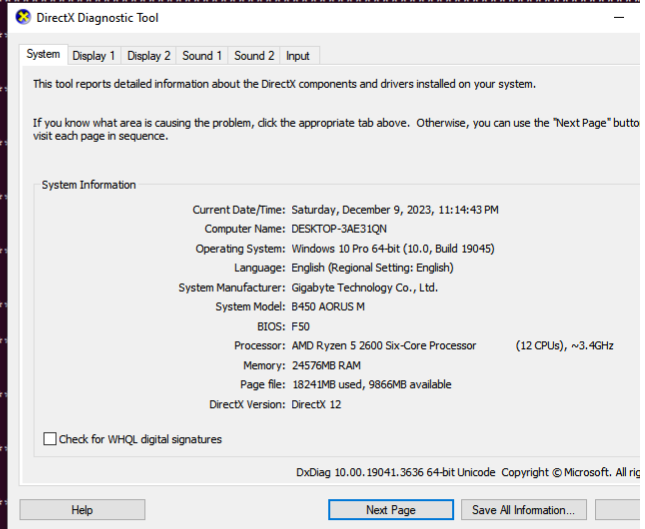 DirectX Diagnostic Tool
System Display 1 Display 2 Sound 1 Sound 2 Input
This tool reports detailed information about the DirectX components and drivers installed on your system.
If you know what area is causing the problem, click the appropriate tab above. Otherwise, you can use the "Next Page" butto
visit each page in sequence.
System Information
Current Date/Time: Saturday, December 9, 2023, 11:14:43 PM
Computer Name: DESKTOP-3AE31QN
Operating System: Windows 10 Pro 64-bit (10.0, Build 19045)
Language: English (Regional Setting: English)
System Manufacturer: Gigabyte Technology Co., Ltd.
System Model: B450 AORUS M
BIOS: F50
Processor: AMD Ryzen 5 2600 Six-Core Processor (12 CPUs), ~3.4GHz
Memory: 24576MB RAM
Page file: 18241MB used, 9866MB available
DirectX Version: DirectX 12
Check for WHQL digital signatures
DxDiag 10.00.19041.3636 64-bit Unicode Copyright © Microsoft. All rig
Help Next Page Save All Information...